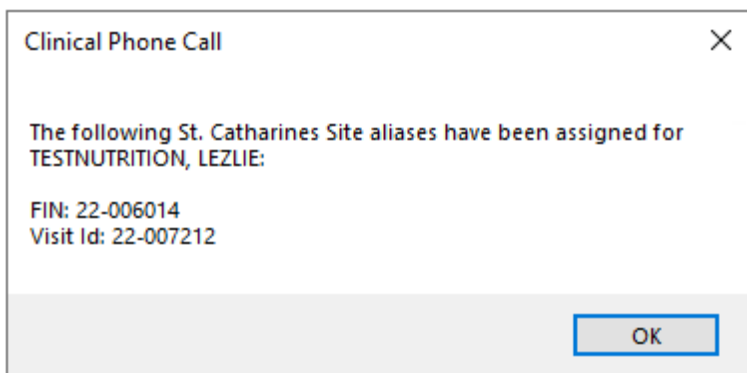 Clinical Phone Call
The following St. Catharines Site aliases have been assigned for
TESTNUTRITION, LEZLIE:
FIN: 22-006014
Visit Id: 22-007212
OK